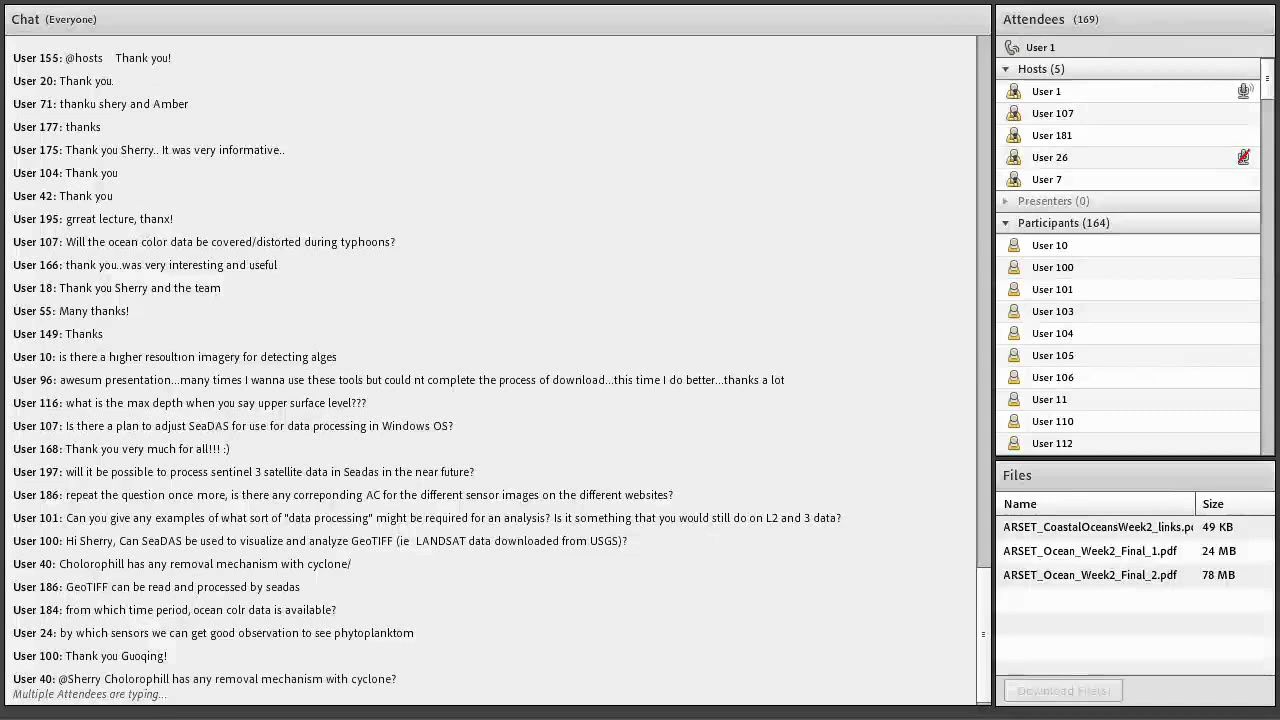 Chat (Everyone)
User 155: @hosts Thank you!
User 20: Thank you.
User 71: thanku shery and Amber
User 177: thanks
User 175: Thank you Sherry.. It was very informative..
User 104: Thank you
User 42: Thank you
User 195: grreat lecture, thanx!
User 107: Will the ocean color data be covered/distorted during typhoons?
User 166: thank you..was very interesting and useful
User 18: Thank you Sherry and the team
User 55: Many thanks!
User 149: Thanks
User 10: is there a higher resoultion imagery for detecting alges
User 96: awesum presentation...many times I wanna use these tools but could nt complete the process of download...this time I do better...thanks a lot
User 116: what is the max depth when you say upper surface level???
User 107: Is there a plan to adjust SeaDAS for use for data processing in Windows OS?
User 168: Thank you very much for all!!! :)
User 197: will it be possible to process sentinel 3 satellite data in Seadas in the near future?
User 186: repeat the question once more, is there any correponding AC for the different sensor images on the different websites?
User 101: Can you give any examples of what sort of "data processing" might be required for an analysis? Is it something that you would still do on L2 and 3 data?
User 100: Hi Sherry, Can SeaDAS be used to visualize and analyze GeoTIFF (ie LANDSAT data downloaded from USGS)?
User 40: Cholorophill has any removal mechanism with cyclone/
User 186: GeoTIFF can be read and processed by seadas
User 184: from which time period, ocean colr data is available?
User 24: by which sensors we can get good observation to see phytoplanktom
User 100: Thank you Guoqing!
User 40: @Sherry Cholorophill has any removal mechanism with cyclone?
Multiple Attendees are typing...
Attendees (169)
User 1
Hosts (5)
User 1
User 107
User 181
User 26
User 7
Presenters (0)
Participants (164)
User 10
User 100
User 101
User 103
User 104
User 105
User 106
User 11
User 110
User 112
Files
Name Size
ARSET_CoastalOceansWeek2_links.p 49 KB
ARSET_Ocean_Week2_Final_1.pdf 24 MB
ARSET_Ocean_Week2_Final_2.pdf 78 MB
Download File(s)